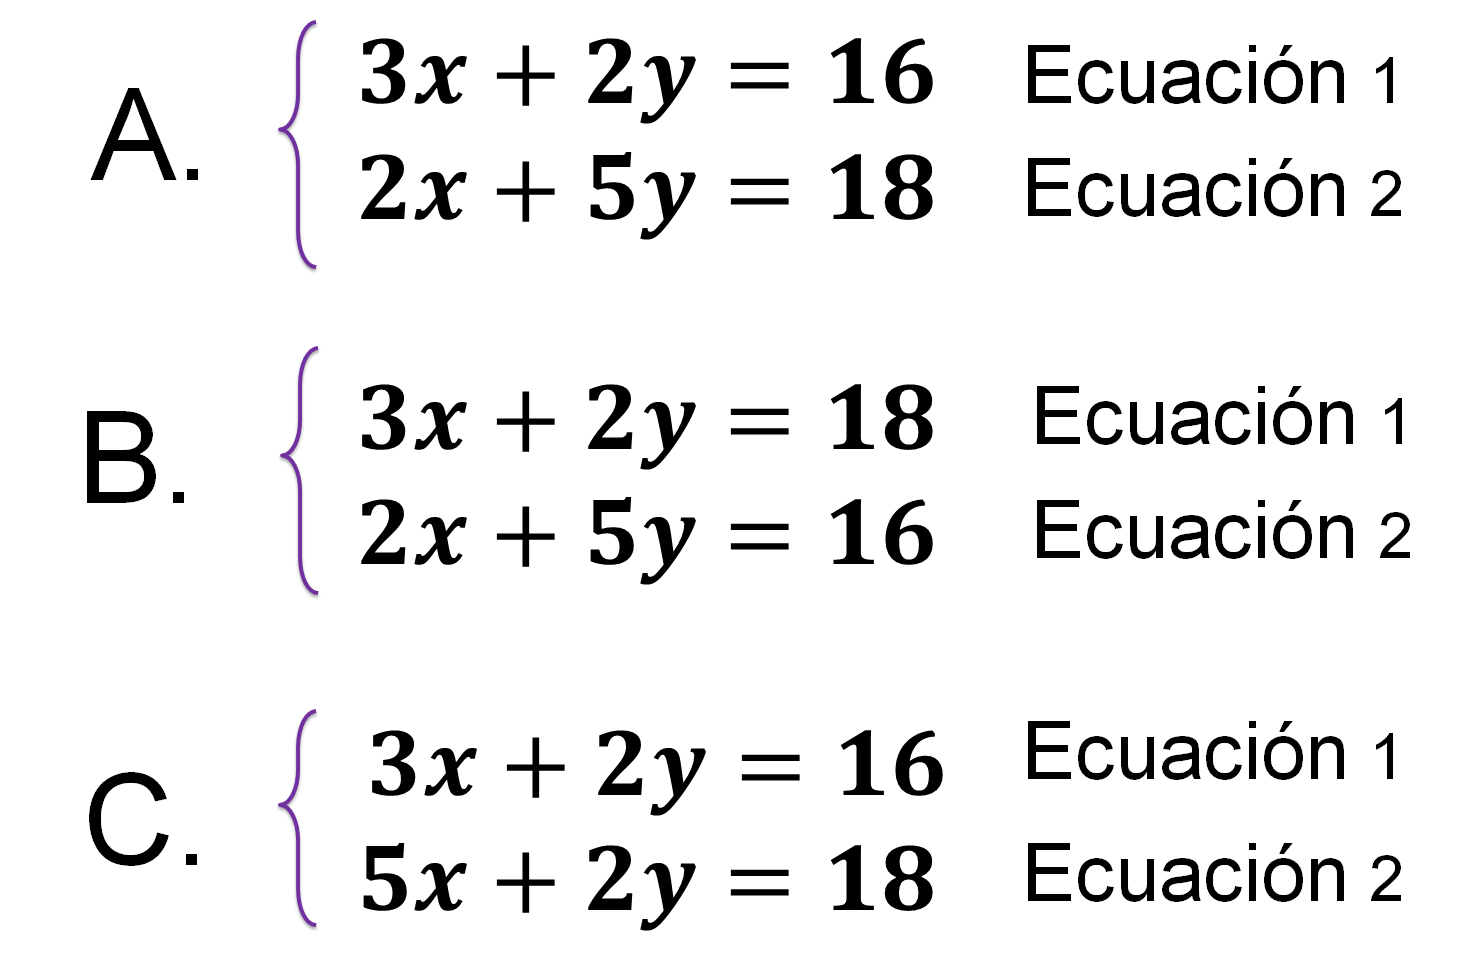 A. 3x + 2y = 16 Ecuación 1
2x + 5y = 18 Ecuación 2
B. 3x + 2y = 18 Ecuación 1
2x + 5y = 16 Ecuación 2
C. 3x + 2y = 16 Ecuación 1
5x + 2y = 18 Ecuación 2